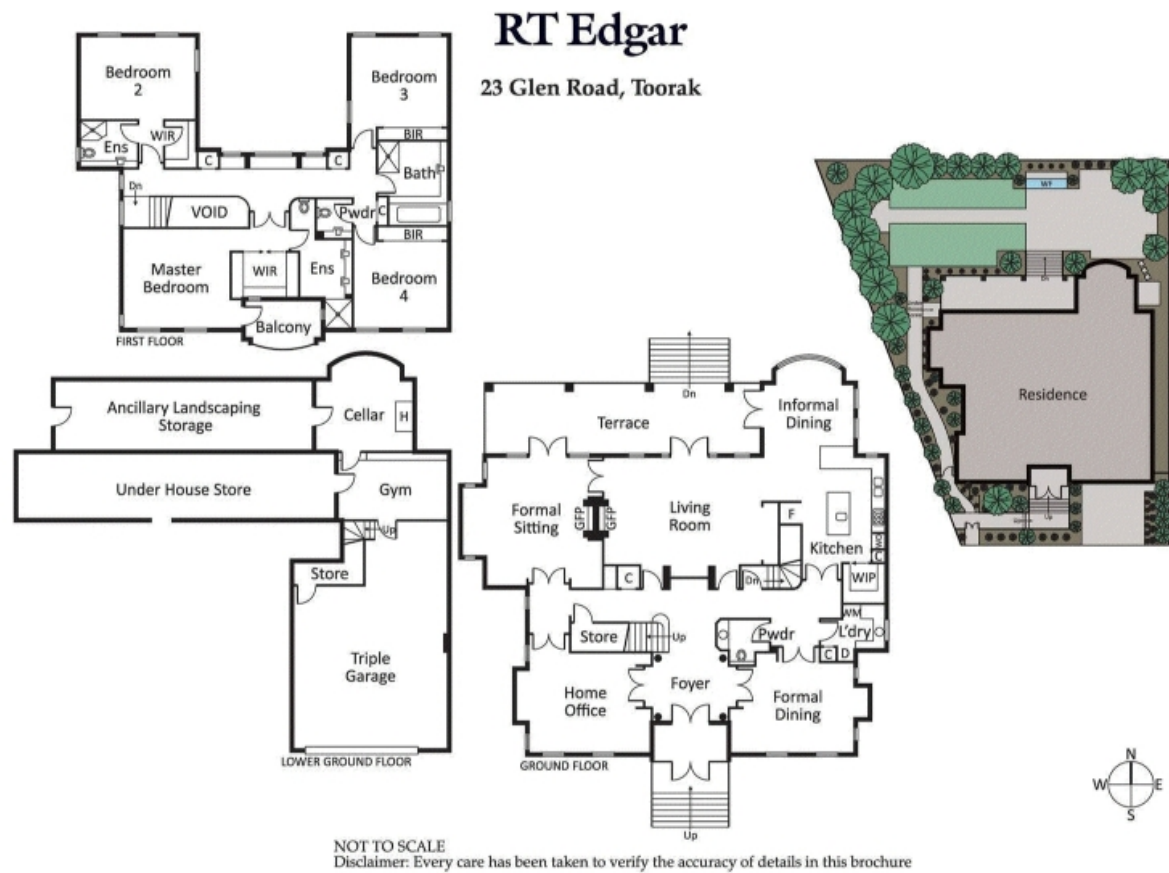 RT Edgar
23 Glen Road, Toorak
Bedroom
2
Ens
WIR
C
C
Bedroom
3
BIR
Bath
Dn
VOID
Pwdr
C
BIR
Master
Bedroom
WIR
Ens
Bedroom
4
Balcony
FIRST FLOOR
Ancillary Landscaping
Storage
Cellar
H
Under House Store
Gym
Up
Store
Triple
Garage
LOWER GROUND FLOOR
Dn
Terrace
Informal
Dining
Formal
Sitting
GFP
GFP
Living
Room
F
Kitchen
C
C
Dn
WIP
WM
L'dry
Store
Up
Pwdr
C
D
Home
Office
Foyer
Formal
Dining
GROUND FLOOR
Up
WF
Dn
Residence
Up
N
W
E
S
NOT TO SCALE
Disclaimer: Every care has been taken to verify the accuracy of details in this brochure